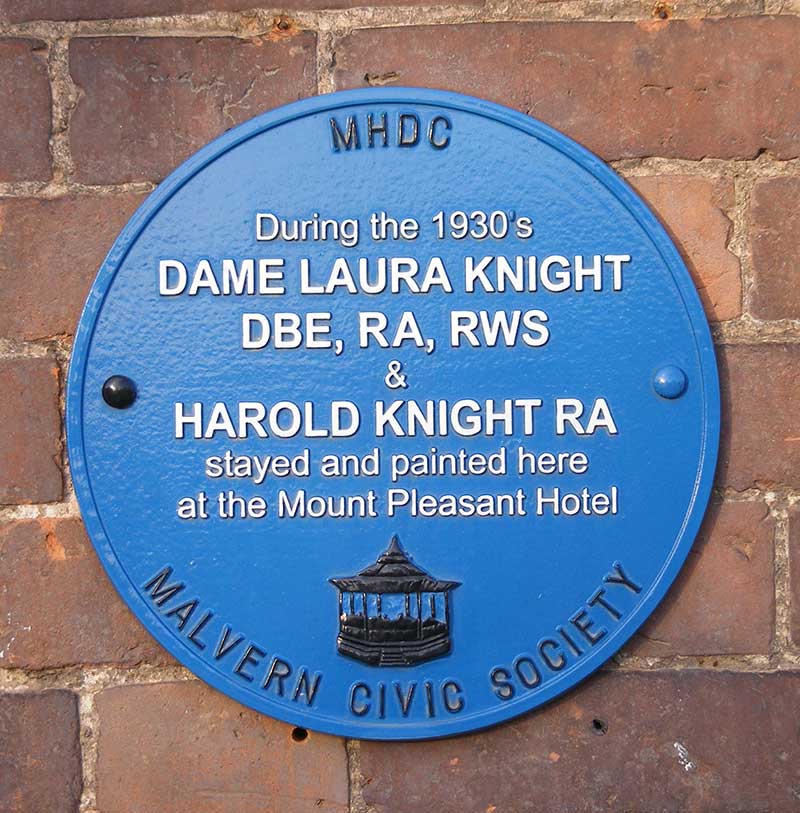 MHDC
During the 1930's
DAME LAURA KNIGHT
DBE, RA, RWS
&
HAROLD KNIGHT RA
stayed and painted here
at the Mount Pleasant Hotel
MALVERN CIVIC SOCIETY